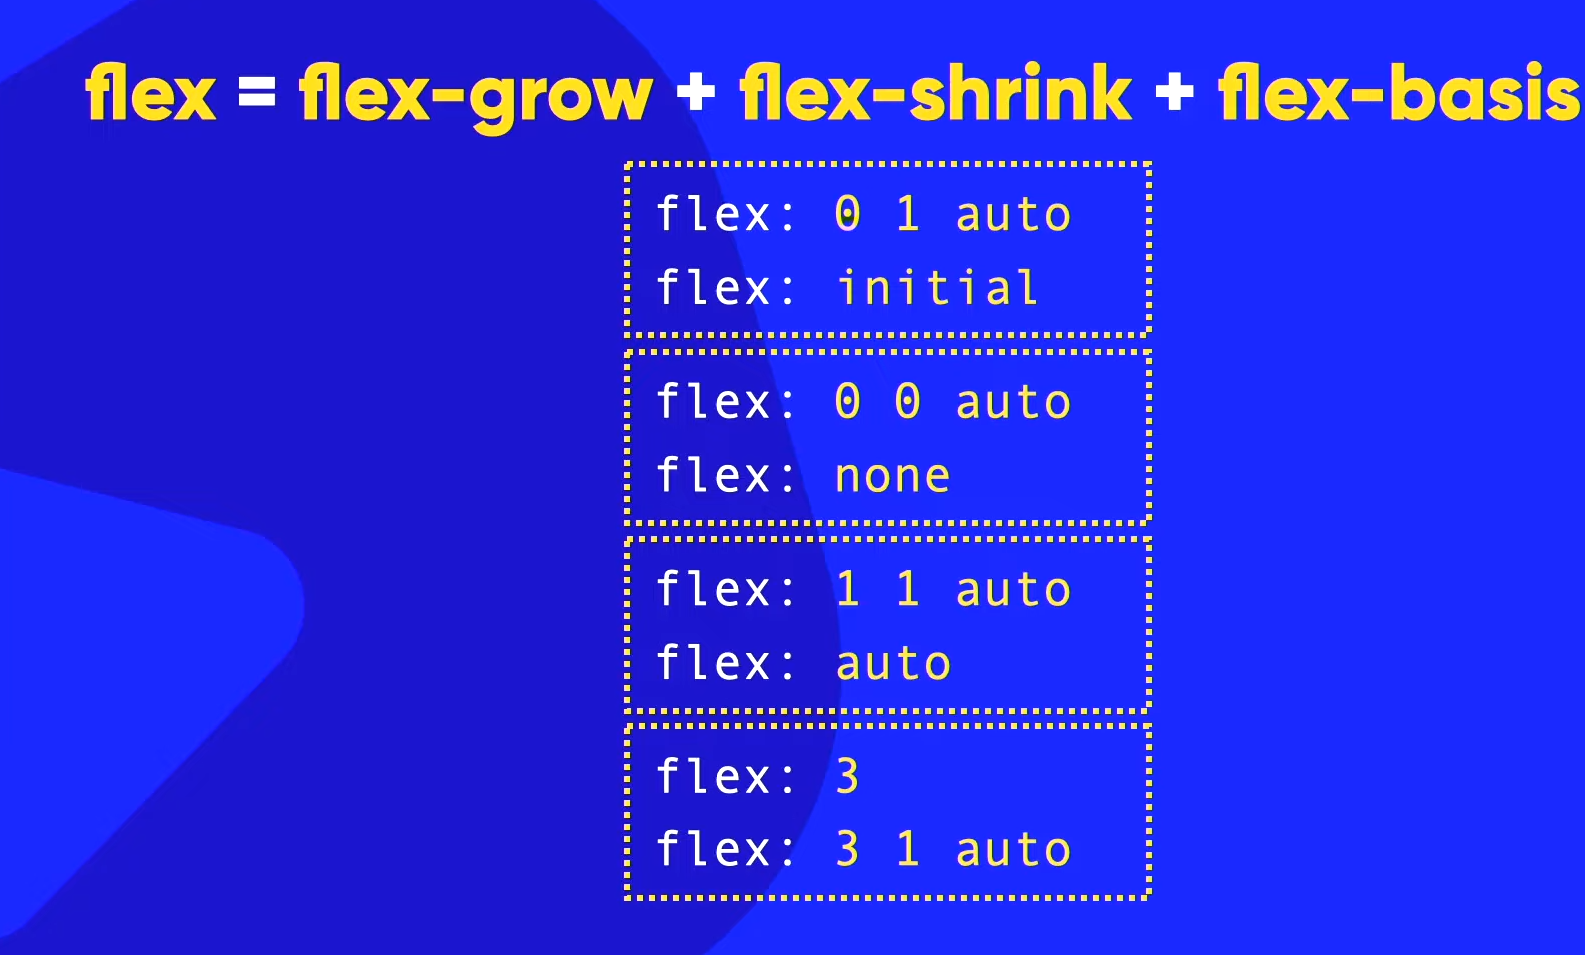 flex = flex-grow + flex-shrink + flex-basis
flex: 0 1 auto
flex: initial
flex: 0 0 auto
flex: none
flex: 1 1 auto
flex: auto
flex: 3
flex: 3 1 auto